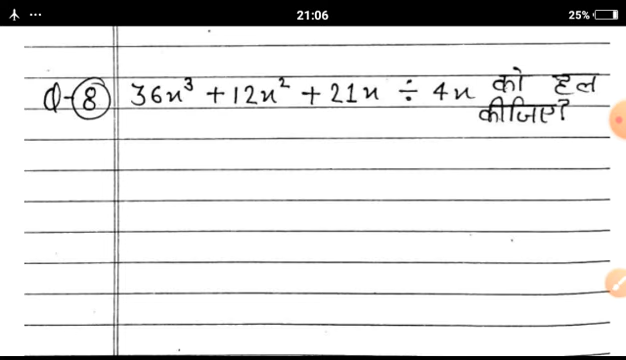 21:06 25%
Q-8 36x³ + 12x² + 21x ÷ 4x को हल
कीजिए?